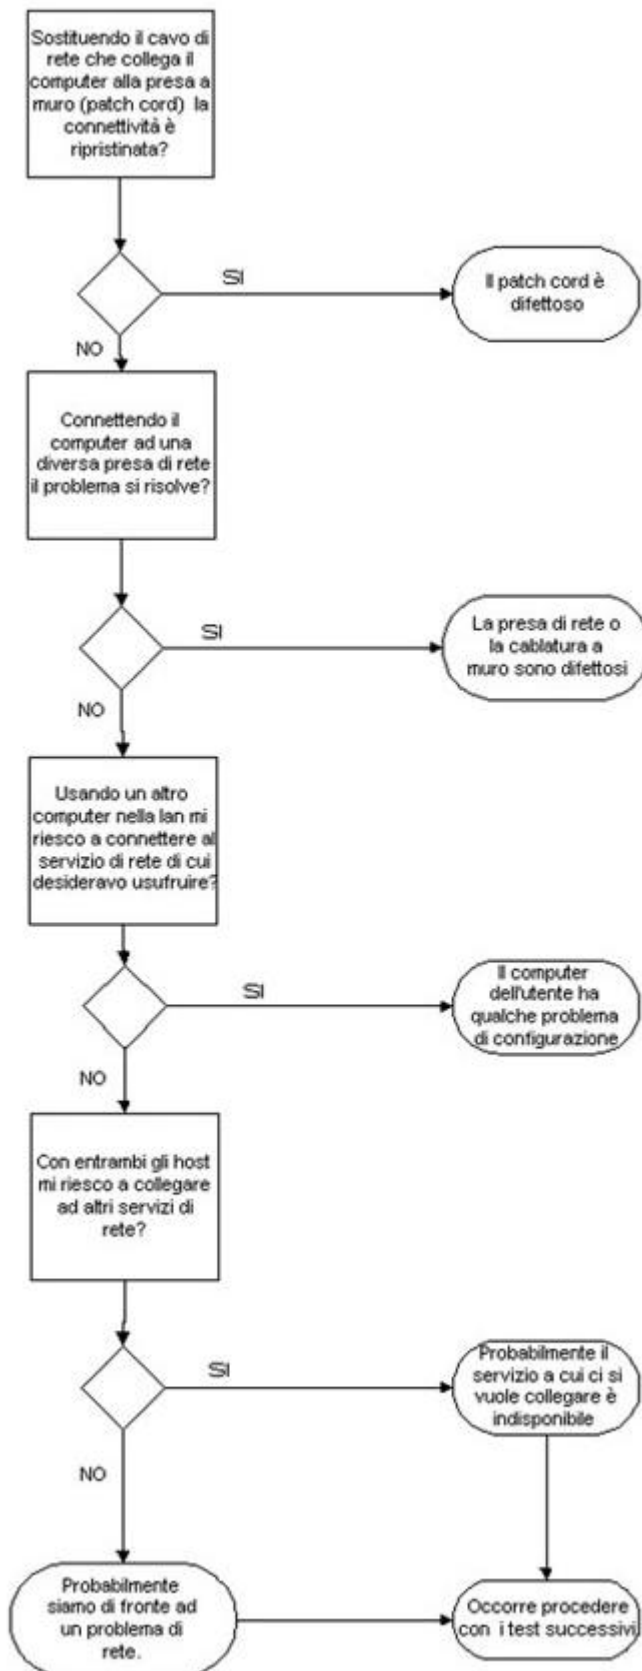 Sostituendo il cavo di
rete che collega il
computer alla presa a
muro (patch cord) la
connettività è
ripristinata?
SI
Il patch cord è
difettoso
NO
Connettendo il
computer ad una
diversa presa di rete
il problema si risolve?
SI
La presa di rete o
la cablatura a
muro sono difettosi
NO
Usando un altro
computer nella lan mi
riesco a connettere al
servizio di rete di cui
desideravo usufruire?
SI
Il computer
dell'utente ha
qualche problema
di configurazione
NO
Con entrambi gli host
mi riesco a collegare
ad altri servizi di
rete?
SI
Probabilmente il
servizio a cui ci si
vuole collegare è
indisponibile
NO
Probabilmente
siamo di fronte ad
un problema di
rete.
Occorre procedere
con i test successivi